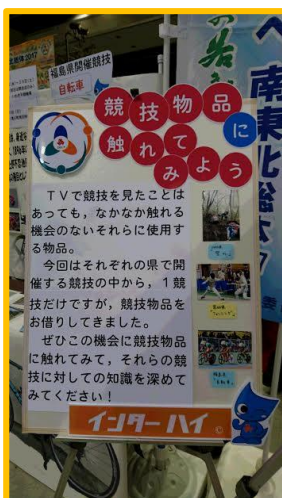 福島県開催競技
自転車
競技物品に
触れて
みよう
TVで競技を見たことは
あっても,なかなか触れる
機会のないそれらに使用す
る物品。
今回はそれぞれの県で開
催する競技の中から,1競
技だけですが,競技物品を
お借りしてきました。
ぜひこの機会に競技物品
に触れてみて,それらの競
技に対しての知識を深めて
みてください!
インターハイ
へ南東北総太